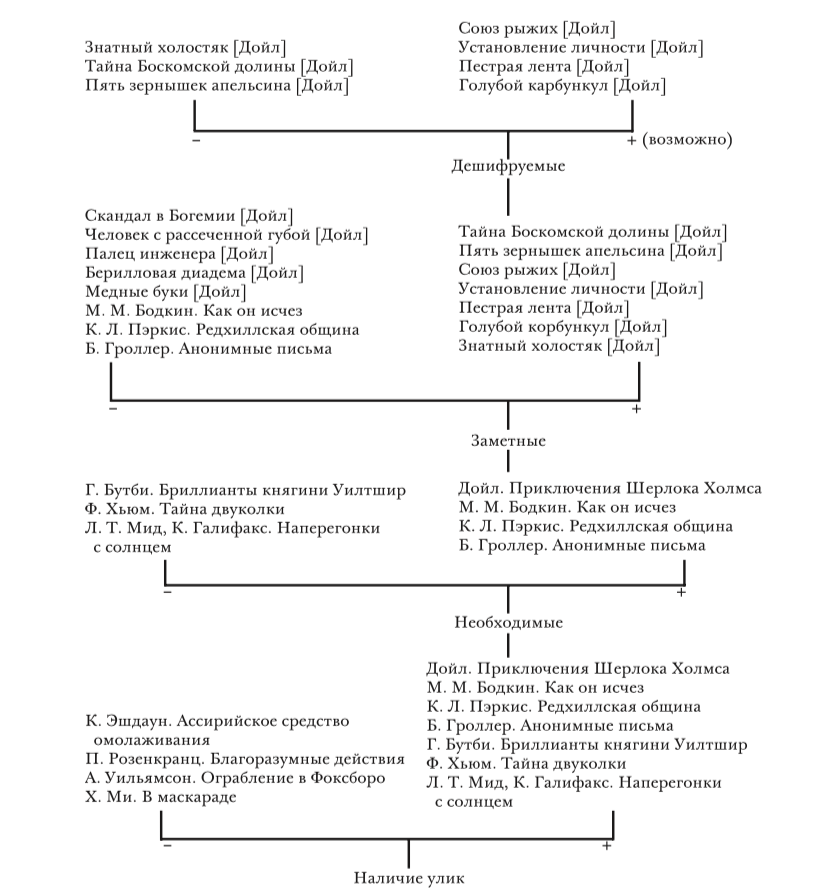 Знатный холостяк [Дойл]
Тайна Боскомской долины [Дойл]
Пять зернышек апельсина [Дойл]
Союз рыжих [Дойл]
Установление личности [Дойл]
Пестрая лента [Дойл]
Голубой карбункул [Дойл]
–
+ (возможно)
Дешифруемые
Скандал в Богемии [Дойл]
Человек с рассеченной губой [Дойл]
Палец инженера [Дойл]
Берилловая диадема [Дойл]
Медные буки [Дойл]
М. М. Бодкин. Как он исчез
К. Л. Пэркис. Редхиллская община
Б. Гроллер. Анонимные письма
Тайна Боскомской долины [Дойл]
Пять зернышек апельсина [Дойл]
Союз рыжих [Дойл]
Установление личности [Дойл]
Пестрая лента [Дойл]
Голубой корбункул [Дойл]
Знатный холостяк [Дойл]
–
+
Заметные
Г. Бутби. Бриллианты княгини Уилтшир
Ф. Хьюм. Тайна двуколки
Л. Т. Мид, К. Галифакс. Наперегонки
с солнцем
Дойл. Приключения Шерлока Холмса
М. М. Бодкин. Как он исчез
К. Л. Пэркис. Редхиллская община
Б. Гроллер. Анонимные письма
–
+
Необходимые
К. Эшдаун. Ассирийское средство
омолаживания
П. Розенкранц. Благоразумные действия
А. Уильямсон. Ограбление в Фоксборо
Х. Ми. В маскараде
Дойл. Приключения Шерлока Холмса
М. М. Бодкин. Как он исчез
К. Л. Пэркис. Редхиллская община
Б. Гроллер. Анонимные письма
Г. Бутби. Бриллианты княгини Уилтшир
Ф. Хьюм. Тайна двуколки
Л. Т. Мид, К. Галифакс. Наперегонки
с солнцем
–
+
Наличие улик